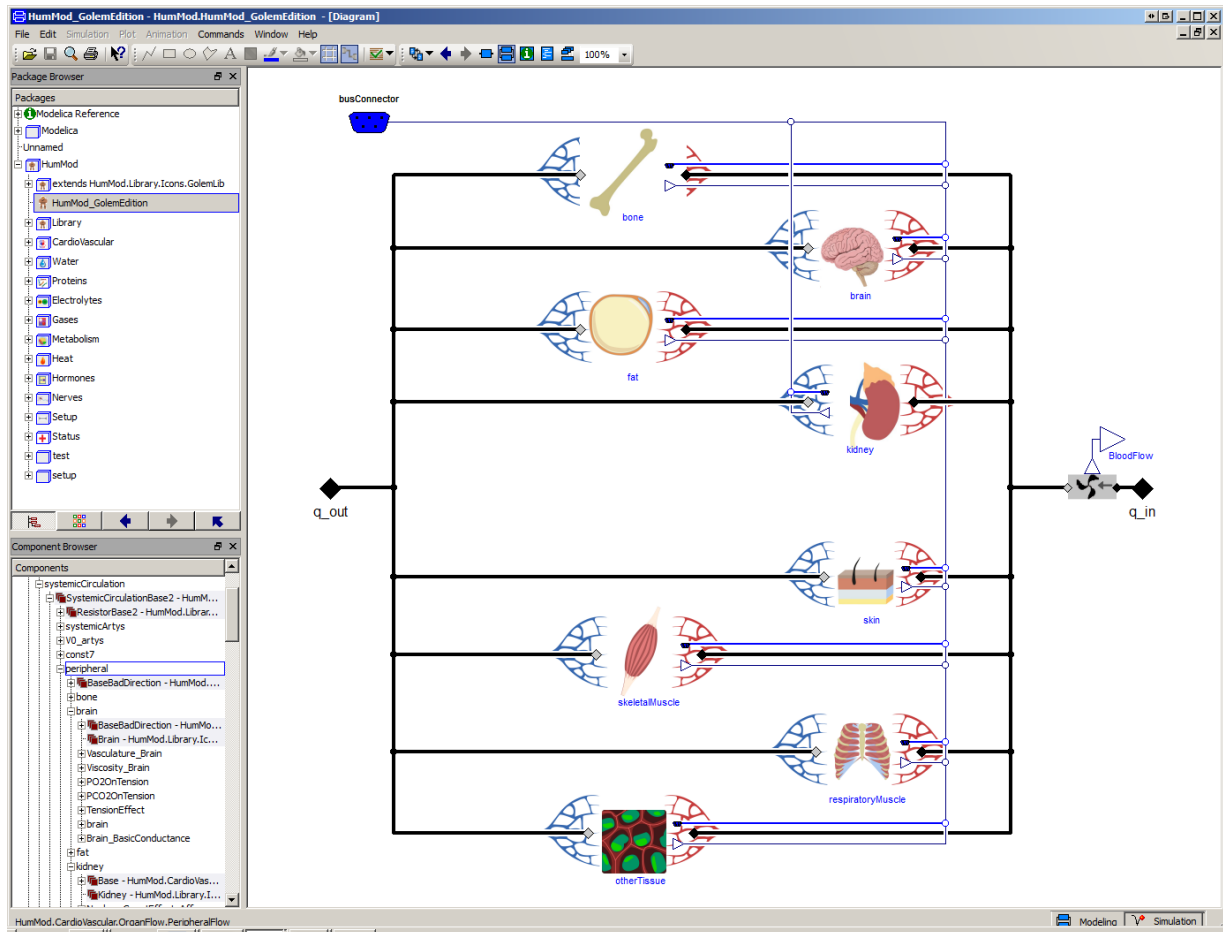 HumMod_GolemEdition - HumMod.HumMod_GolemEdition - [Diagram]
File Edit Simulation Plot Animation Commands Window Help
100%
Package Browser
Packages
Modelica Reference
Modelica
Unnamed
HumMod
extends HumMod.Library.Icons.GolemLib
HumMod_GolemEdition
Library
CardioVascular
Water
Proteins
Electrolytes
Gases
Metabolism
Heat
Hormones
Nerves
Setup
Status
test
setup
Component Browser
Components
systemicCirculation
SystemicCirculationBase2 - HumM...
ResistorBase2 - HumMod.Librar...
systemicArtys
V0_artys
const7
peripheral
BaseBadDirection - HumMod....
bone
brain
BaseBadDirection - HumMo...
Brain - HumMod.Library.Ic...
Vasculature_Brain
Viscosity_Brain
PO2OnTension
PCO2OnTension
TensionEffect
brain
Brain_BasicConductance
fat
kidney
Base - HumMod.CardioVas...
Kidney - HumMod.Library.I...
busConnector
bone
brain
fat
kidney
BloodFlow
q_out
q_in
skin
skeletalMuscle
respiratoryMuscle
otherTissue
HumMod.CardioVascular.OrganFlow.PeripheralFlow
Modeling
Simulation